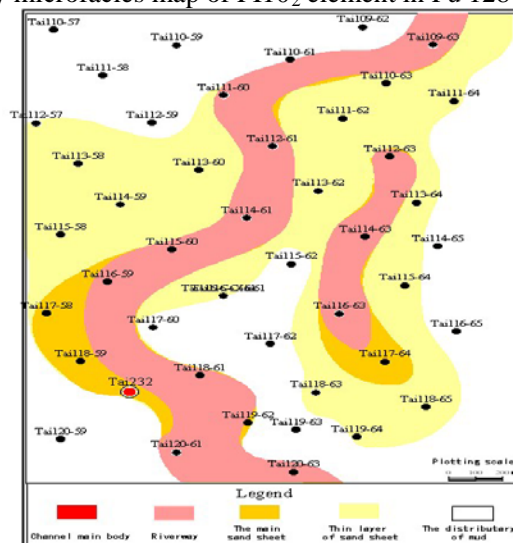 microfacies map of PI10₂ element in Pu 128
Tai109-62
Tai110-57
Tai110-59
Tai109-63
Tai110-61
Tai111-58
Tai110-63
Tai111-60
Tai111-64
Tai112-57
Tai112-59
Tai111-62
Tai112-61
Tai112-63
Tai113-58
Tai113-60
Tai113-62
Tai114-59
Tai113-64
Tai114-61
Tai115-58
Tai114-63
Tai115-60
Tai114-65
Tai115-62
Tai116-59
Tai115-64
Tai117-58
Tai116-63
Tai117-60
Tai116-65
Tai117-62
Tai118-59
Tai117-64
Tai118-61
Tai232
Tai118-63
Tai118-65
Tai119-62
Tai120-59
Tai119-63
Tai119-64
Tai120-61
Tai120-63
Plotting scale
0 100
Legend
Channel main body
Riverway
The main sand sheet
Thin layer of sand sheet
The distributary of mud